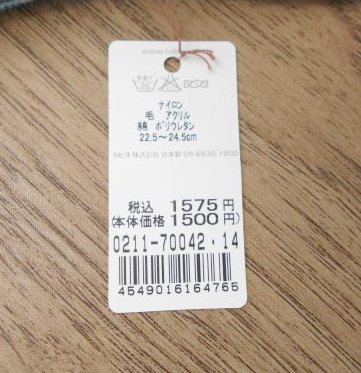 ナイロン
毛 アクリル
綿 ポリウレタン
22.5〜24.5cm
タビオ株式会社 日本製 06-6632-1200
税込 1575円
(本体価格 1500円)
0211-70042・14
4549016164765